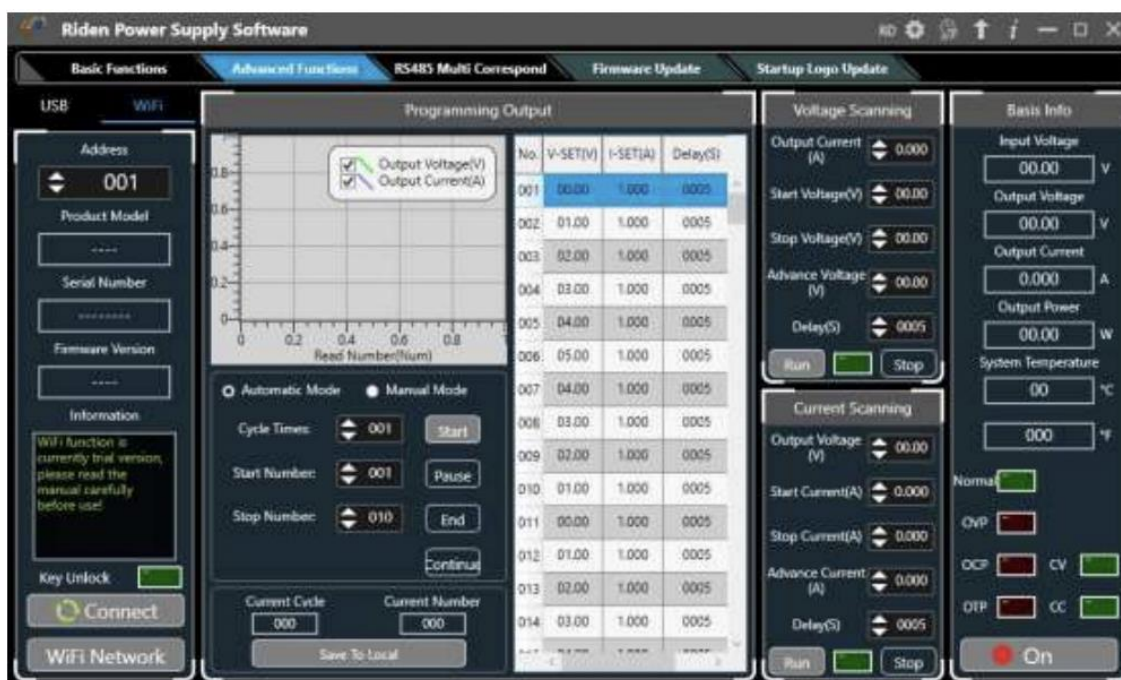 Riden Power Supply Software
RD
Basic Functions
Advanced Functions
RS485 Multi Correspond
Firmware Update
Startup Logo Update
USB
WiFi
Address
001
Product Model
----
Serial Number
--------
Firmware Version
----
Information
WiFi function is
currently trial version,
please read the
manual carefully
before use!
Key Unlock
Connect
WiFi Network
Programming Output
Output Voltage(V)
Output Current(A)
0.8
0.6
0.4
0.2
0
0 0.2 0.4 0.6 0.8 1
Read Number(Num)
Automatic Mode
Manual Mode
Cycle Times: 001 Start
Start Number: 001 Pause
Stop Number: 010 End
Continue
Current Cycle
000
Current Number
000
Save To Local
No. V-SET(V) I-SET(A) Delay(S)
001 00.00 1.000 0005
002 01.00 1.000 0005
003 02.00 1.000 0005
004 03.00 1.000 0005
005 04.00 1.000 0005
006 05.00 1.000 0005
007 04.00 1.000 0005
008 03.00 1.000 0005
009 02.00 1.000 0005
010 01.00 1.000 0005
011 00.00 1.000 0005
012 01.00 1.000 0005
013 02.00 1.000 0005
014 03.00 1.000 0005
Voltage Scanning
Output Current
(A) 0.000
Start Voltage(V) 00.00
Stop Voltage(V) 00.00
Advance Voltage
(V) 00.00
Delay(S) 0005
Run Stop
Current Scanning
Output Voltage
(V) 00.00
Start Current(A) 0.000
Stop Current(A) 0.000
Advance Current
(A) 0.000
Delay(S) 0005
Run Stop
Basis Info
Input Voltage
00.00 V
Output Voltage
00.00 V
Output Current
0.000 A
Output Power
00.00 W
System Temperature
00 °C
000 °F
Normal
OVP
OCP CV
OTP CC
On